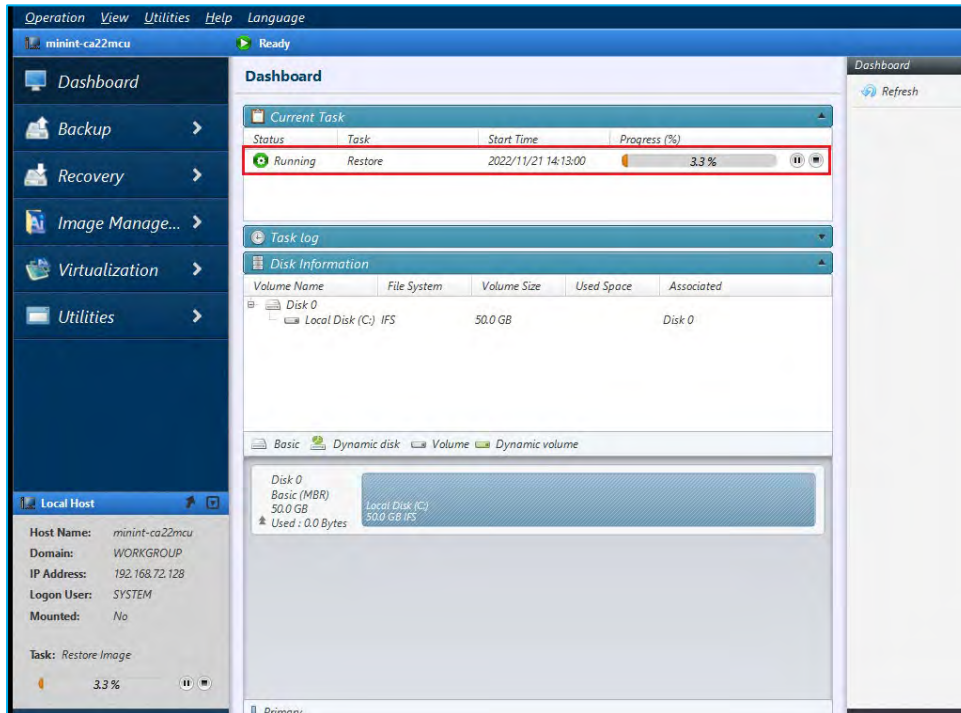 Operation View Utilities Help Language
minint-ca22mcu Ready
Dashboard
Backup
Recovery
Image Manage...
Virtualization
Utilities
Dashboard
Current Task
Status Task Start Time Progress (%)
Running Restore 2022/11/21 14:13:00 3.3 %
Task log
Disk Information
Volume Name File System Volume Size Used Space Associated
Disk 0
Local Disk (C:) IFS 50.0 GB Disk 0
Basic Dynamic disk Volume Dynamic volume
Disk 0
Basic (MBR)
50.0 GB
Used : 0.0 Bytes
Local Disk (C:)
50.0 GB IFS
Primary
Dashboard
Refresh
Local Host
Host Name: minint-ca22mcu
Domain: WORKGROUP
IP Address: 192.168.72.128
Logon User: SYSTEM
Mounted: No
Task: Restore Image
3.3 %